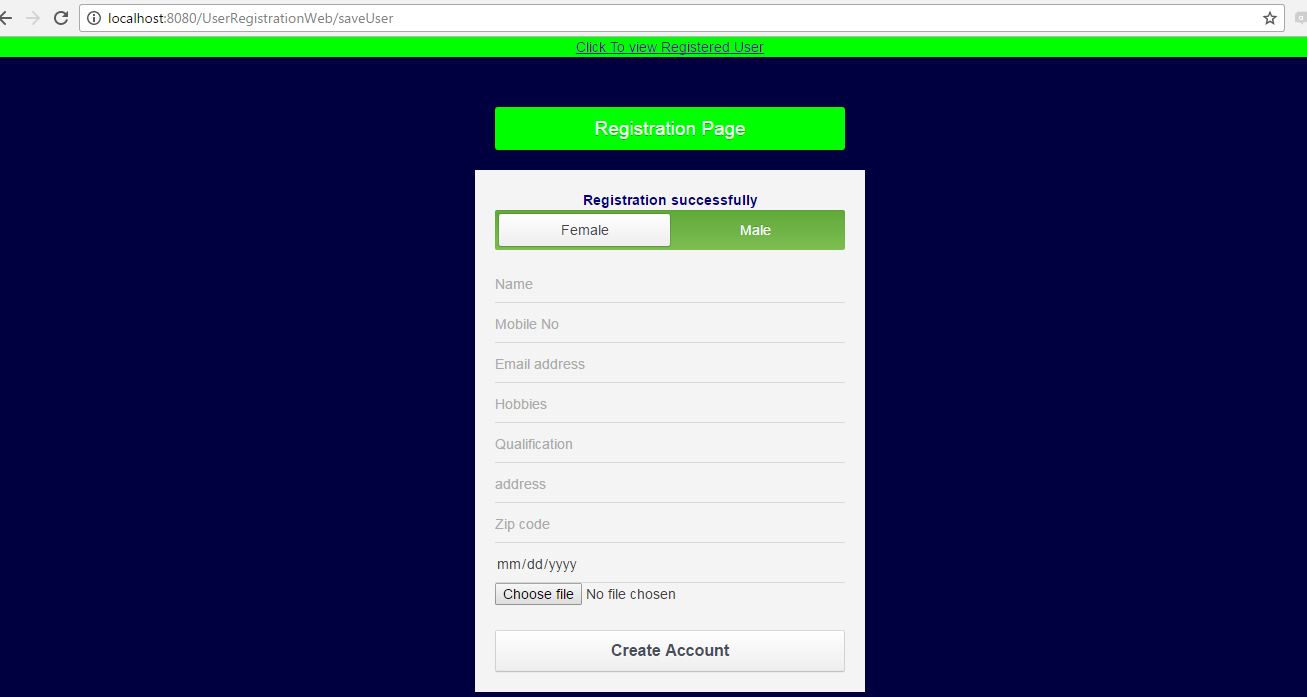 localhost:8080/UserRegistrationWeb/saveUser
Click To view Registered User
Registration Page
Registration successfully
Female Male
Name
Mobile No
Email address
Hobbies
Qualification
address
Zip code
mm/dd/yyyy
Choose file No file chosen
Create Account